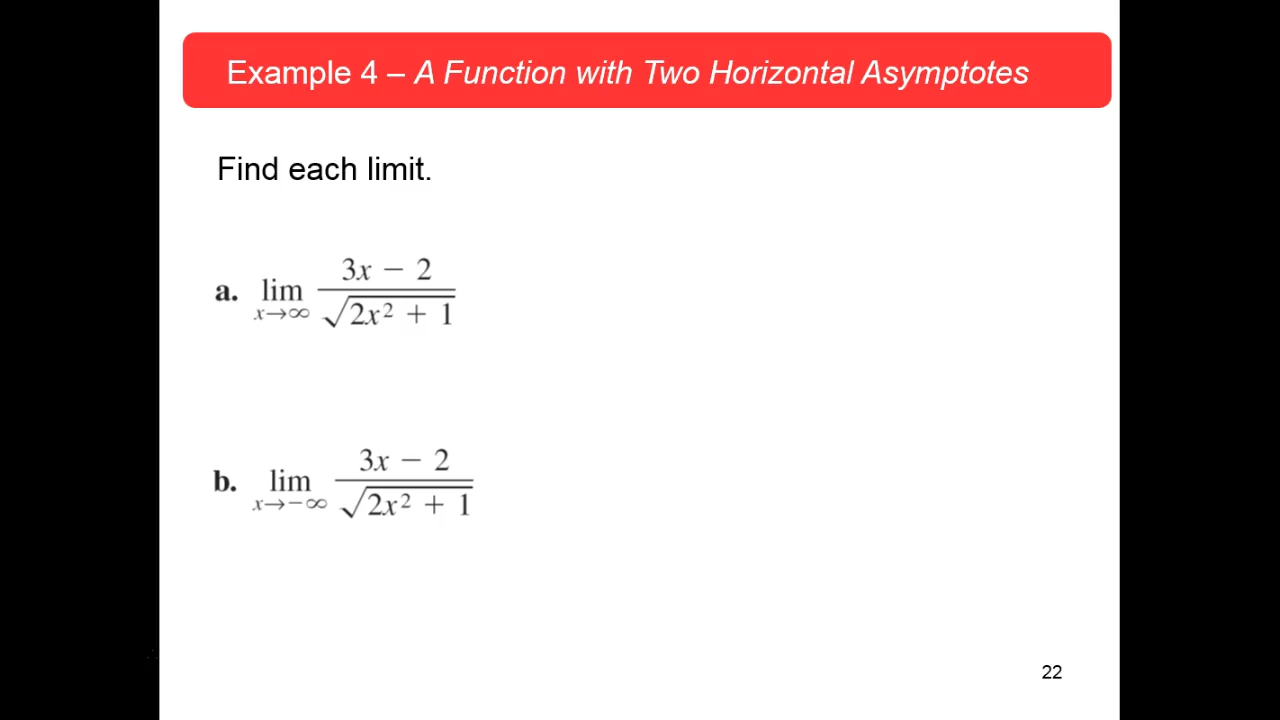 Example 4 – A Function with Two Horizontal Asymptotes
Find each limit.
a. lim x→∞ (3x − 2)/√(2x² + 1)
b. lim x→−∞ (3x − 2)/√(2x² + 1)
22